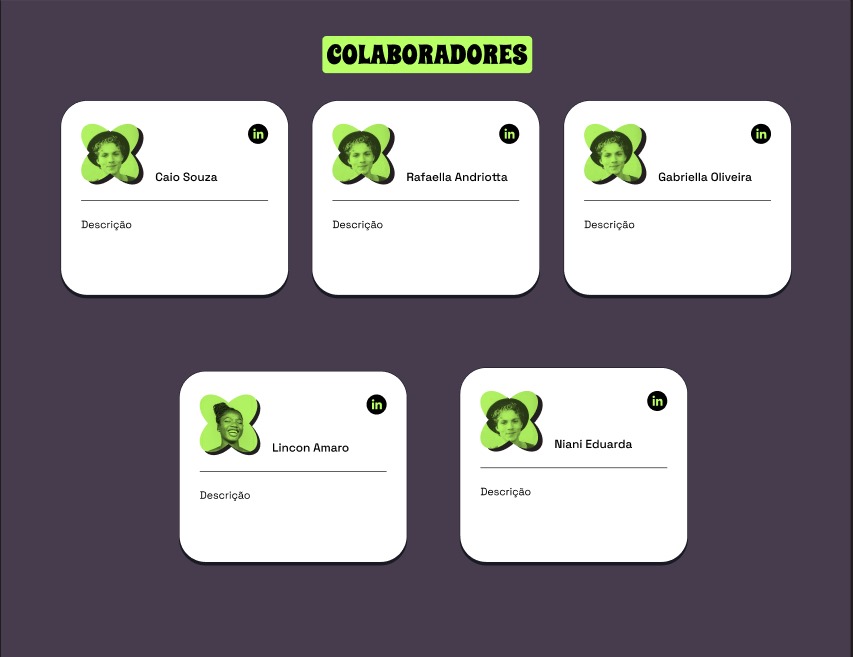 COLABORADORES
in
Caio Souza
Descrição
in
Rafaella Andriotta
Descrição
in
Gabriella Oliveira
Descrição
in
Lincon Amaro
Descrição
in
Niani Eduarda
Descrição